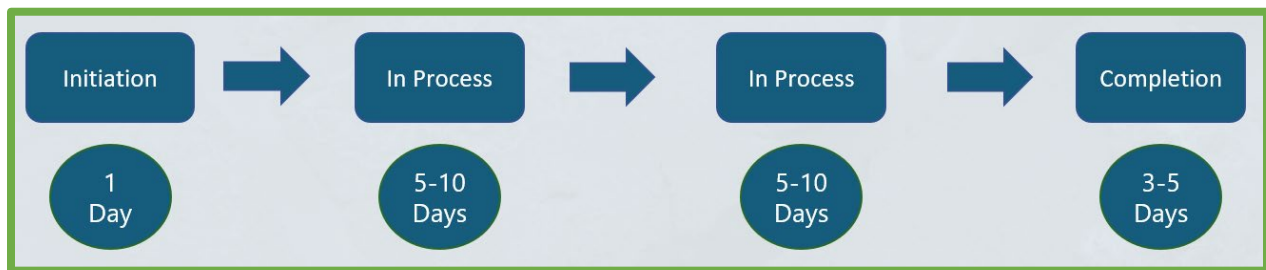 Initiation
In Process
In Process
Completion
1
Day
5-10
Days
5-10
Days
3-5
Days